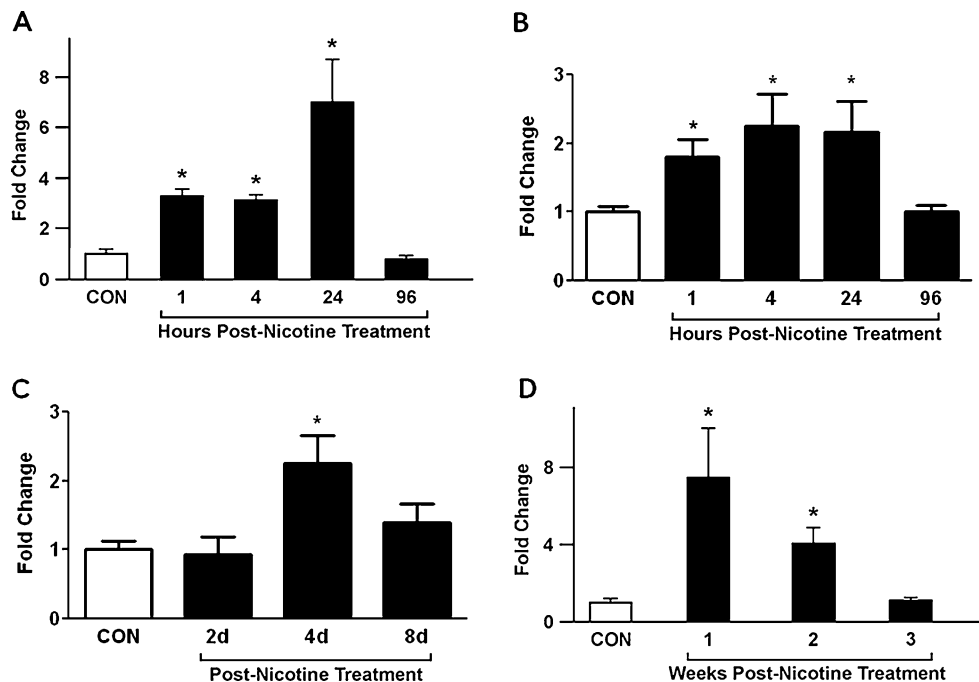 A
Fold Change
8
6
4
2
0
* * *
CON 1 4 24 96
Hours Post-Nicotine Treatment
B
Fold Change
3
2
1
0
* * *
CON 1 4 24 96
Hours Post-Nicotine Treatment
C
Fold Change
3
2
1
0
*
CON 2d 4d 8d
Post-Nicotine Treatment
D
Fold Change
8
4
0
* *
CON 1 2 3
Weeks Post-Nicotine Treatment